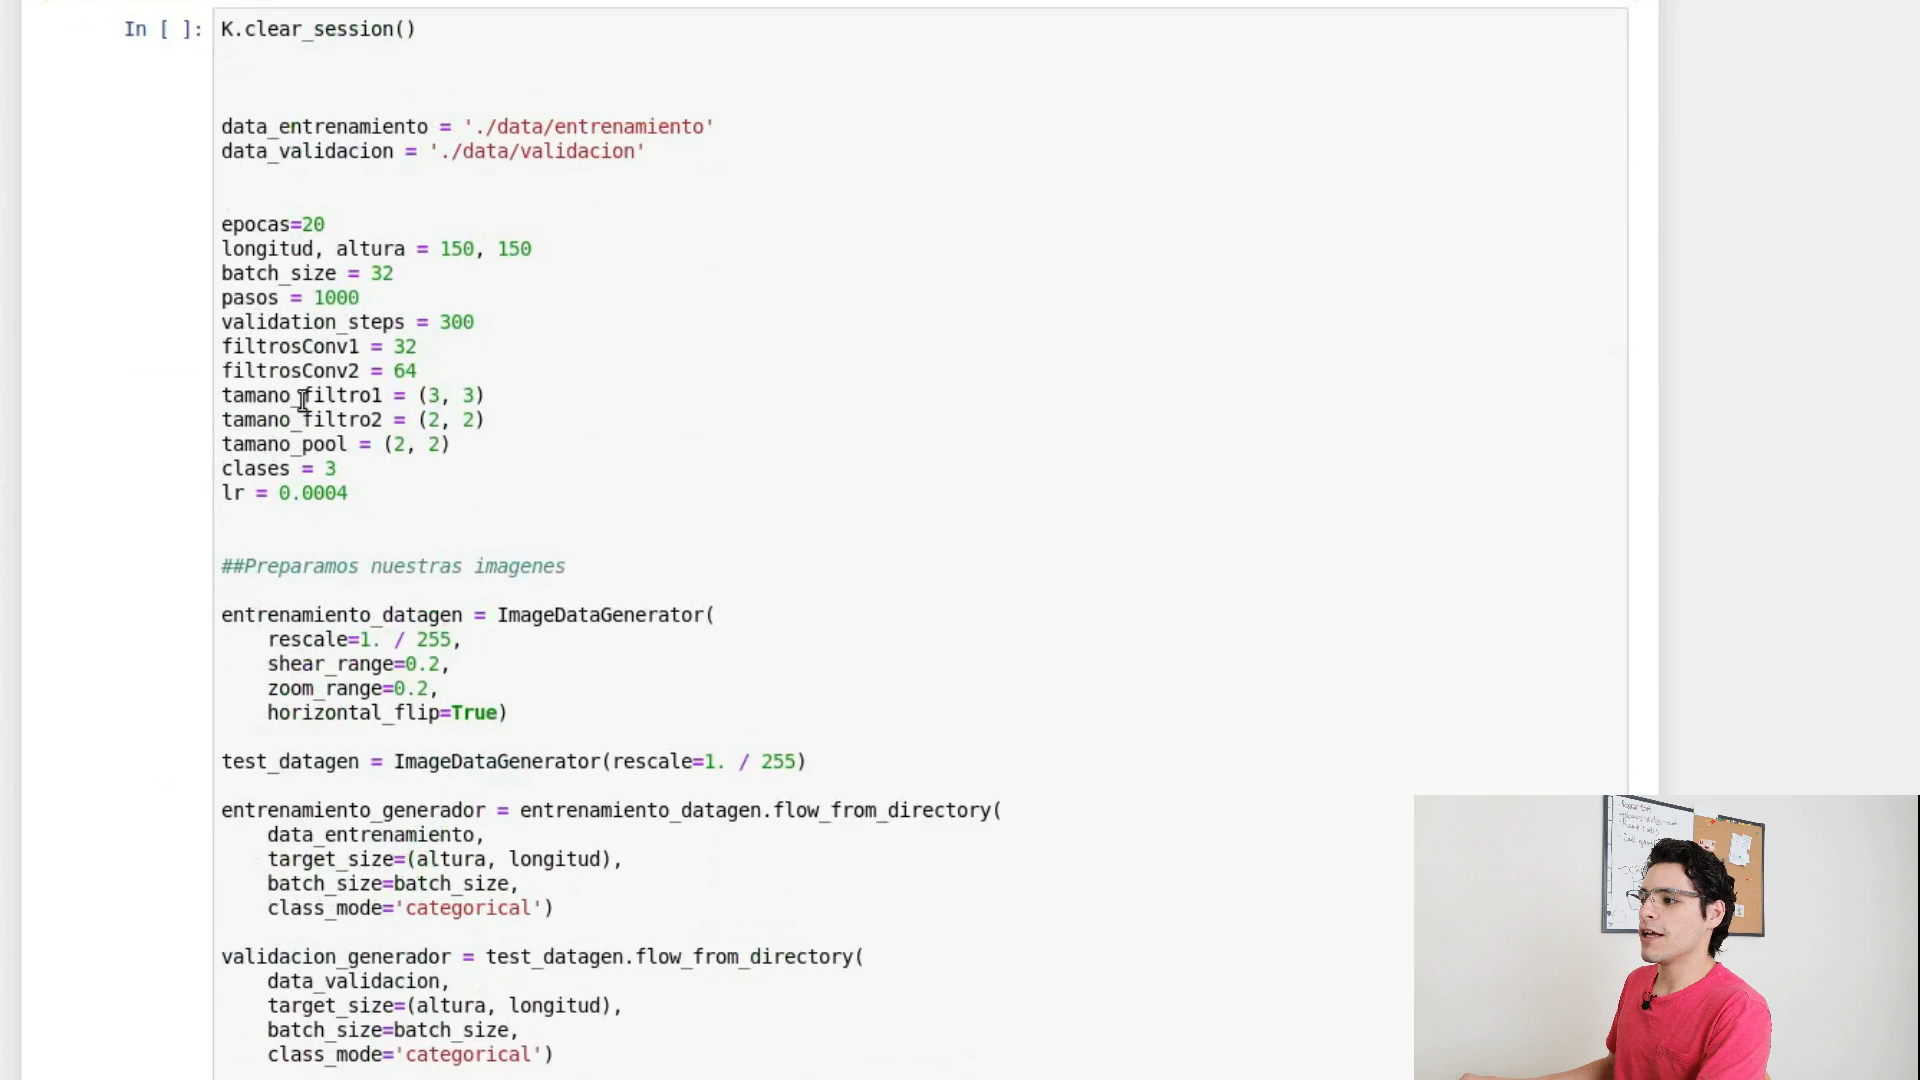 In [ ]: K.clear_session()
data_entrenamiento = './data/entrenamiento'
data_validacion = './data/validacion'
epocas=20
longitud, altura = 150, 150
batch_size = 32
pasos = 1000
validation_steps = 300
filtrosConv1 = 32
filtrosConv2 = 64
tamano_filtro1 = (3, 3)
tamano_filtro2 = (2, 2)
tamano_pool = (2, 2)
clases = 3
lr = 0.0004
##Preparamos nuestras imagenes
entrenamiento_datagen = ImageDataGenerator(
    rescale=1. / 255,
    shear_range=0.2,
    zoom_range=0.2,
    horizontal_flip=True)
test_datagen = ImageDataGenerator(rescale=1. / 255)
entrenamiento_generador = entrenamiento_datagen.flow_from_directory(
    data_entrenamiento,
    target_size=(altura, longitud),
    batch_size=batch_size,
    class_mode='categorical')
validacion_generador = test_datagen.flow_from_directory(
    data_validacion,
    target_size=(altura, longitud),
    batch_size=batch_size,
    class_mode='categorical')